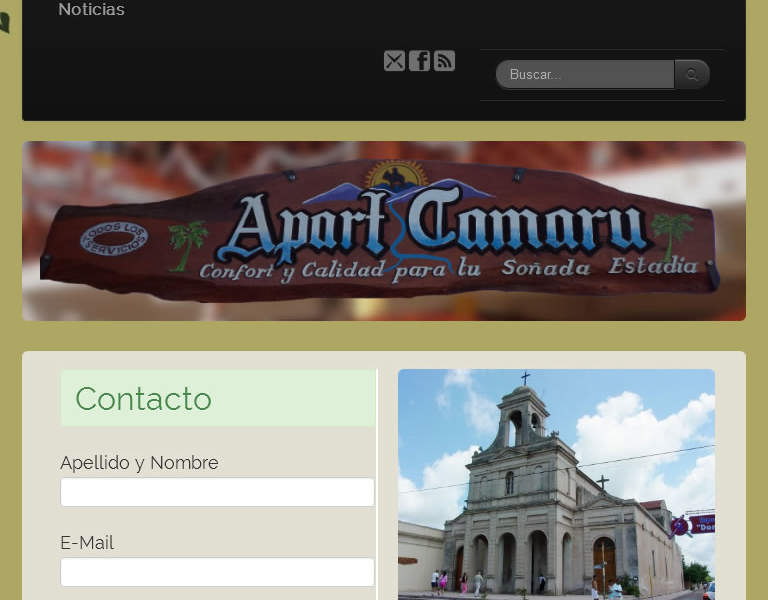 Noticias
Buscar...
Apart Camaru
TODOS LOS
SERVICIOS
Confort y Calidad para tu Soñada Estadía
Contacto
Apellido y Nombre
E-Mail